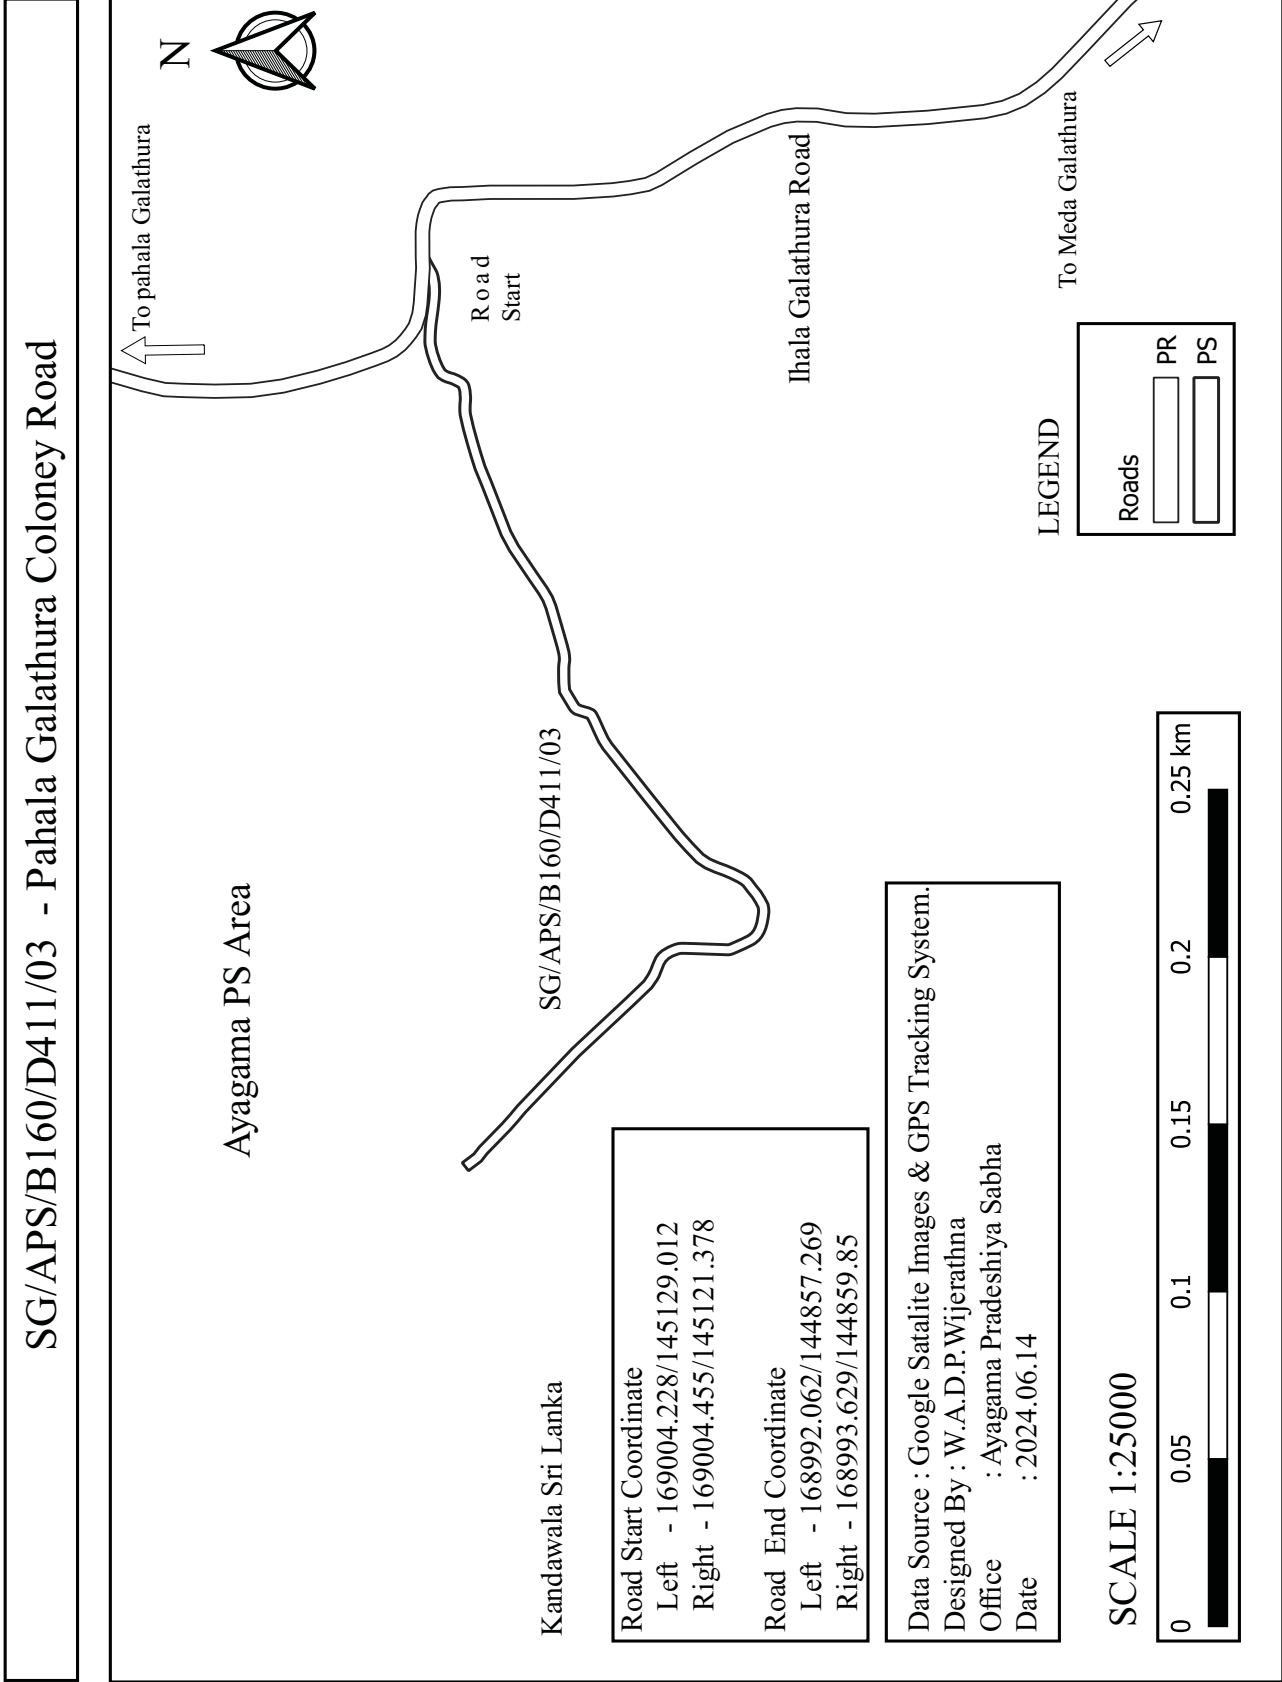 SG/APS/B160/D411/03 - Pahala Galathura Coloney Road
N
To pahala Galathura
Ayagama PS Area
Road
Start
Kandawala Sri Lanka
SG/APS/B160/D411/03
Ihala Galathura Road
To Meda Galathura
Road Start Coordinate
Left - 169004.228/145129.012
Right - 169004.455/145121.378
Road End Coordinate
Left - 168992.062/144857.269
Right - 168993.629/144859.85
Data Source : Google Satalite Images & GPS Tracking System.
Designed By : W.A.D.P.Wijerathna
Office : Ayagama Pradeshiya Sabha
Date : 2024.06.14
LEGEND
Roads
PR
PS
SCALE 1:25000
0 0.05 0.1 0.15 0.2 0.25 km